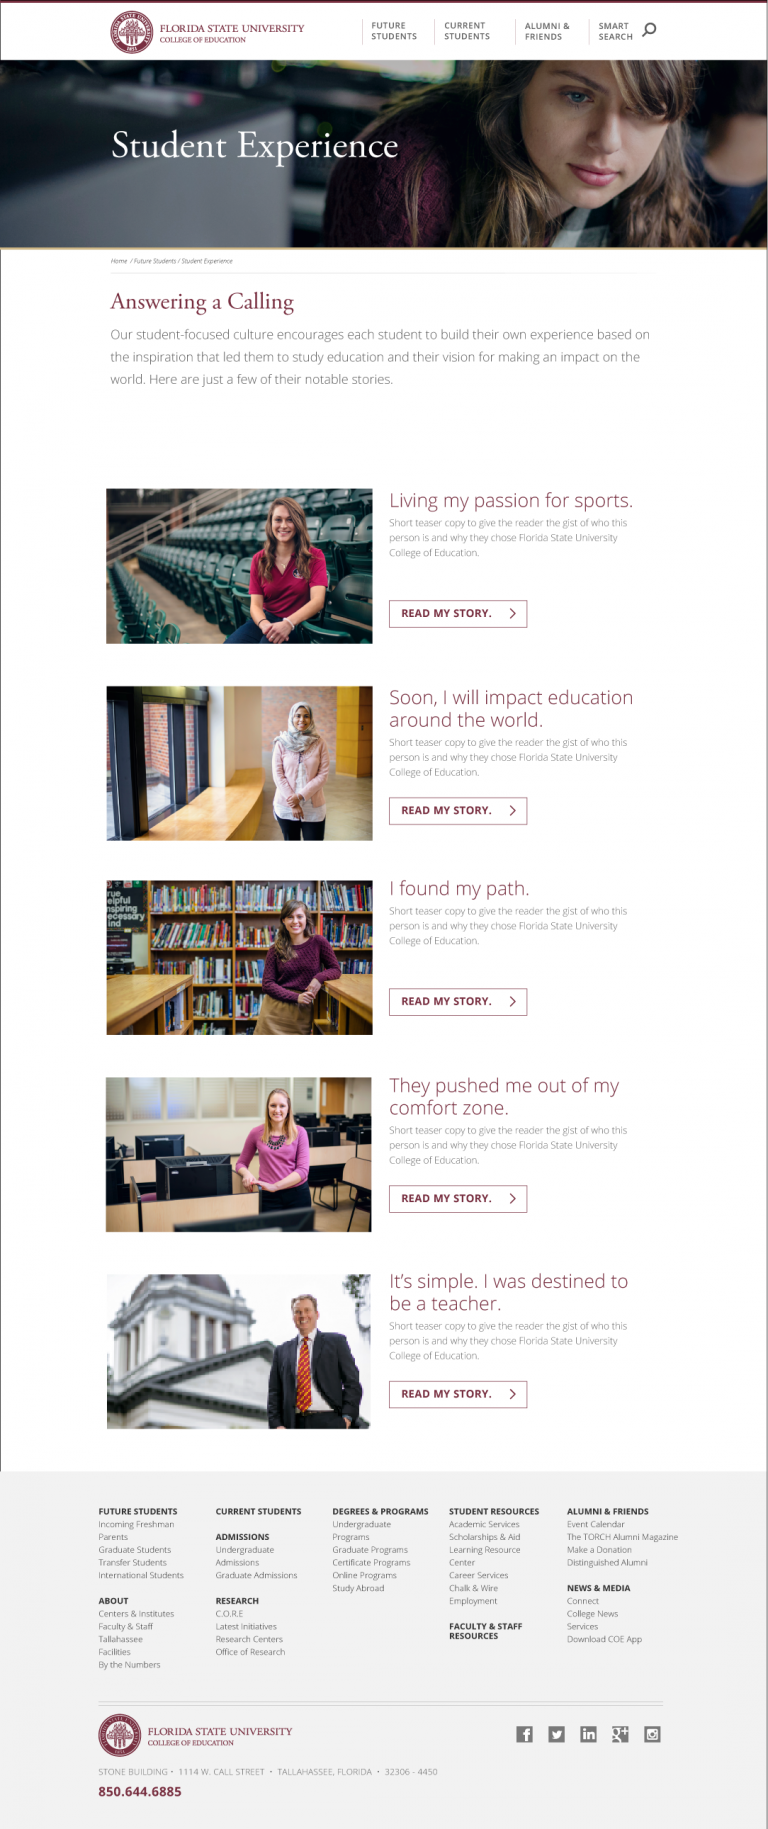 FLORIDA STATE UNIVERSITY
COLLEGE OF EDUCATION
FUTURE
STUDENTS
CURRENT
STUDENTS
ALUMNI &
FRIENDS
SMART
SEARCH
Student Experience
Home / Future Students / Student Experience
Answering a Calling
Our student-focused culture encourages each student to build their own experience based on
the inspiration that led them to study education and their vision for making an impact on the
world. Here are just a few of their notable stories.
Living my passion for sports.
Short teaser copy to give the reader the gist of who this
person is and why they chose Florida State University
College of Education.
READ MY STORY.
Soon, I will impact education
around the world.
Short teaser copy to give the reader the gist of who this
person is and why they chose Florida State University
College of Education.
READ MY STORY.
rue
elpful
nspiring
ecessary
ind
I found my path.
Short teaser copy to give the reader the gist of who this
person is and why they chose Florida State University
College of Education.
READ MY STORY.
They pushed me out of my
comfort zone.
Short teaser copy to give the reader the gist of who this
person is and why they chose Florida State University
College of Education.
READ MY STORY.
It's simple. I was destined to
be a teacher.
Short teaser copy to give the reader the gist of who this
person is and why they chose Florida State University
College of Education.
READ MY STORY.
FUTURE STUDENTS
Incoming Freshman
Parents
Graduate Students
Transfer Students
International Students
ABOUT
Centers & Institutes
Faculty & Staff
Tallahassee
Facilities
By the Numbers
CURRENT STUDENTS
ADMISSIONS
Undergraduate
Admissions
Graduate Admissions
RESEARCH
C.O.R.E
Latest Initiatives
Research Centers
Office of Research
DEGREES & PROGRAMS
Undergraduate
Programs
Graduate Programs
Certificate Programs
Online Programs
Study Abroad
STUDENT RESOURCES
Academic Services
Scholarships & Aid
Learning Resource
Center
Career Services
Chalk & Wire
Employment
FACULTY & STAFF
RESOURCES
ALUMNI & FRIENDS
Event Calendar
The TORCH Alumni Magazine
Make a Donation
Distinguished Alumni
NEWS & MEDIA
Connect
College News
Services
Download COE App
FLORIDA STATE UNIVERSITY
COLLEGE OF EDUCATION
STONE BUILDING • 1114 W. CALL STREET • TALLAHASSEE, FLORIDA • 32306 - 4450
850.644.6885